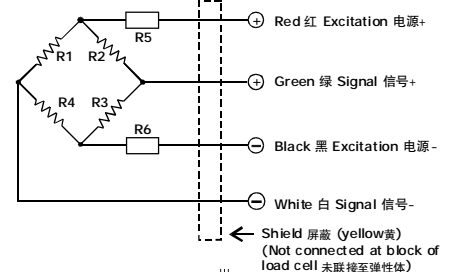 Red 红 Excitation 电源+
R5
R1 R2
Green 绿 Signal 信号+
R4 R3
R6
Black 黑 Excitation 电源-
White 白 Signal 信号-
Shield 屏蔽 (yellow黄)
(Not connected at block of
load cell 未联接至弹性体)